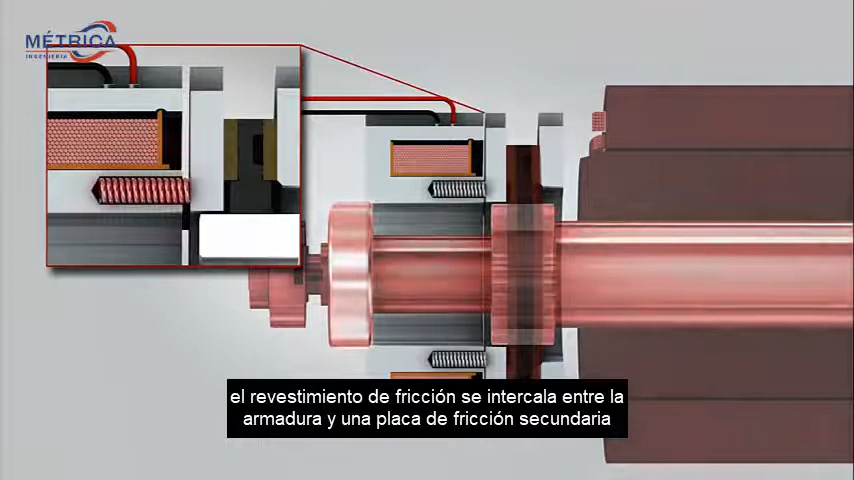 MÉTRICA
INGENIERÍA
el revestimiento de fricción se intercala entre la
armadura y una placa de fricción secundaria